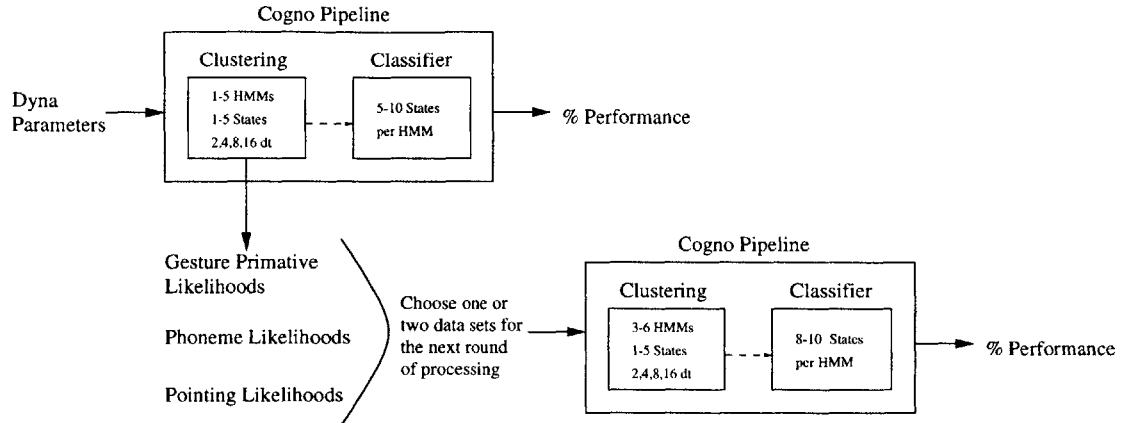 Cogno Pipeline
Clustering
Classifier
Dyna
Parameters
1-5 HMMs
1-5 States
2,4,8,16 dt
5-10 States
per HMM
% Performance
Gesture Primative
Likelihoods
Phoneme Likelihoods
Pointing Likelihoods
Choose one or
two data sets for
the next round
of processing
Cogno Pipeline
Clustering
Classifier
3-6 HMMs
1-5 States
2,4,8,16 dt
8-10 States
per HMM
% Performance